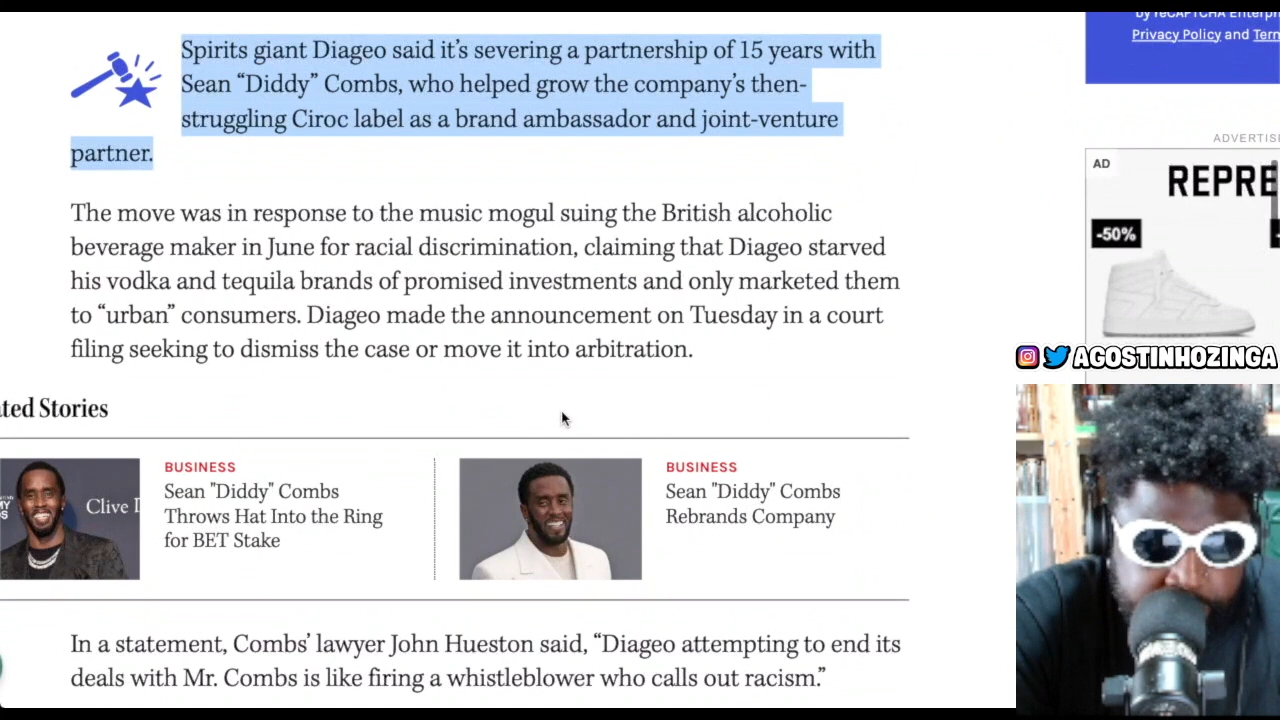 by reCAPTCHA Enterpri
Privacy Policy and Tern
Spirits giant Diageo said it’s severing a partnership of 15 years with
Sean “Diddy” Combs, who helped grow the company’s then-
struggling Ciroc label as a brand ambassador and joint-venture
partner.
The move was in response to the music mogul suing the British alcoholic
beverage maker in June for racial discrimination, claiming that Diageo starved
his vodka and tequila brands of promised investments and only marketed them
to “urban” consumers. Diageo made the announcement on Tuesday in a court
filing seeking to dismiss the case or move it into arbitration.
ADVERTIS
AD
REPRE
-50%
AGOSTINHOZINGA
ated Stories
Clive D
BUSINESS
Sean "Diddy" Combs
Throws Hat Into the Ring
for BET Stake
BUSINESS
Sean "Diddy" Combs
Rebrands Company
In a statement, Combs’ lawyer John Hueston said, “Diageo attempting to end its
deals with Mr. Combs is like firing a whistleblower who calls out racism.”